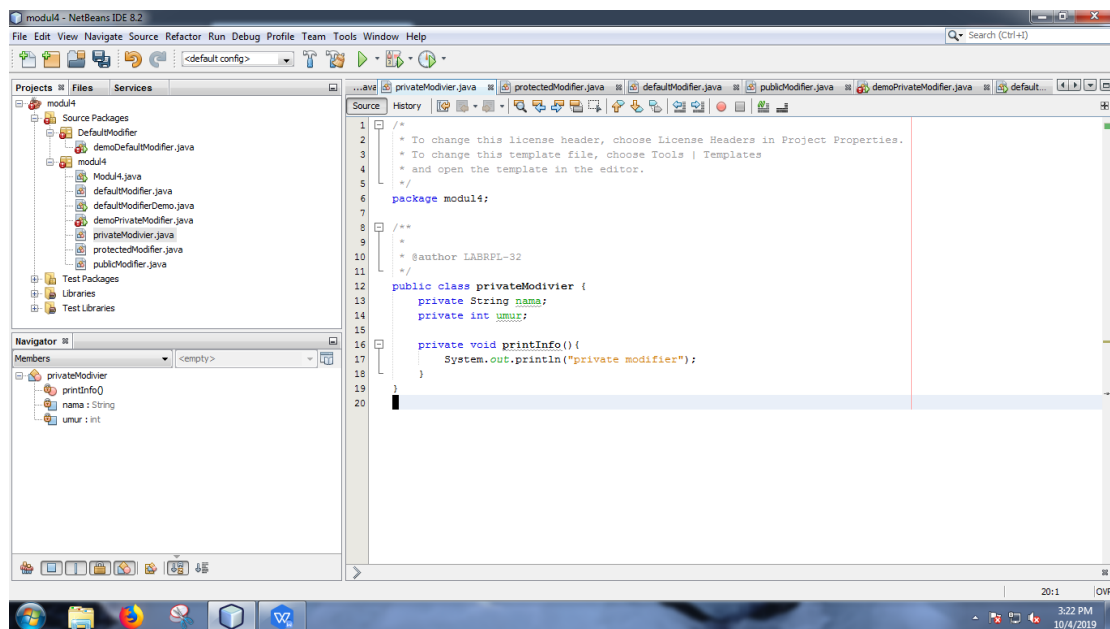 modul4 - NetBeans IDE 8.2
File Edit View Navigate Source Refactor Run Debug Profile Team Tools Window Help
Search (Ctrl+I)
<default config>
Projects Files Services
modul4
Source Packages
DefaultModifier
demoDefaultModifier.java
modul4
Modul4.java
defaultModifier.java
defaultModifierDemo.java
demoPrivateModifier.java
privateModivier.java
protectedModifier.java
publicModifier.java
Test Packages
Libraries
Test Libraries
Navigator
Members <empty>
privateModivier
printInfo()
nama : String
umur : int
...ava privateModivier.java protectedModifier.java defaultModifier.java publicModifier.java demoPrivateModifier.java default...
Source History
1 /*
2 * To change this license header, choose License Headers in Project Properties.
3 * To change this template file, choose Tools | Templates
4 * and open the template in the editor.
5 */
6 package modul4;
7
8 /**
9 *
10 * @author LABRPL-32
11 */
12 public class privateModivier {
13 private String nama;
14 private int umur;
15
16 private void printInfo(){
17 System.out.println("private modifier");
18 }
19 }
20
20:1 OVR
3:22 PM
10/4/2019